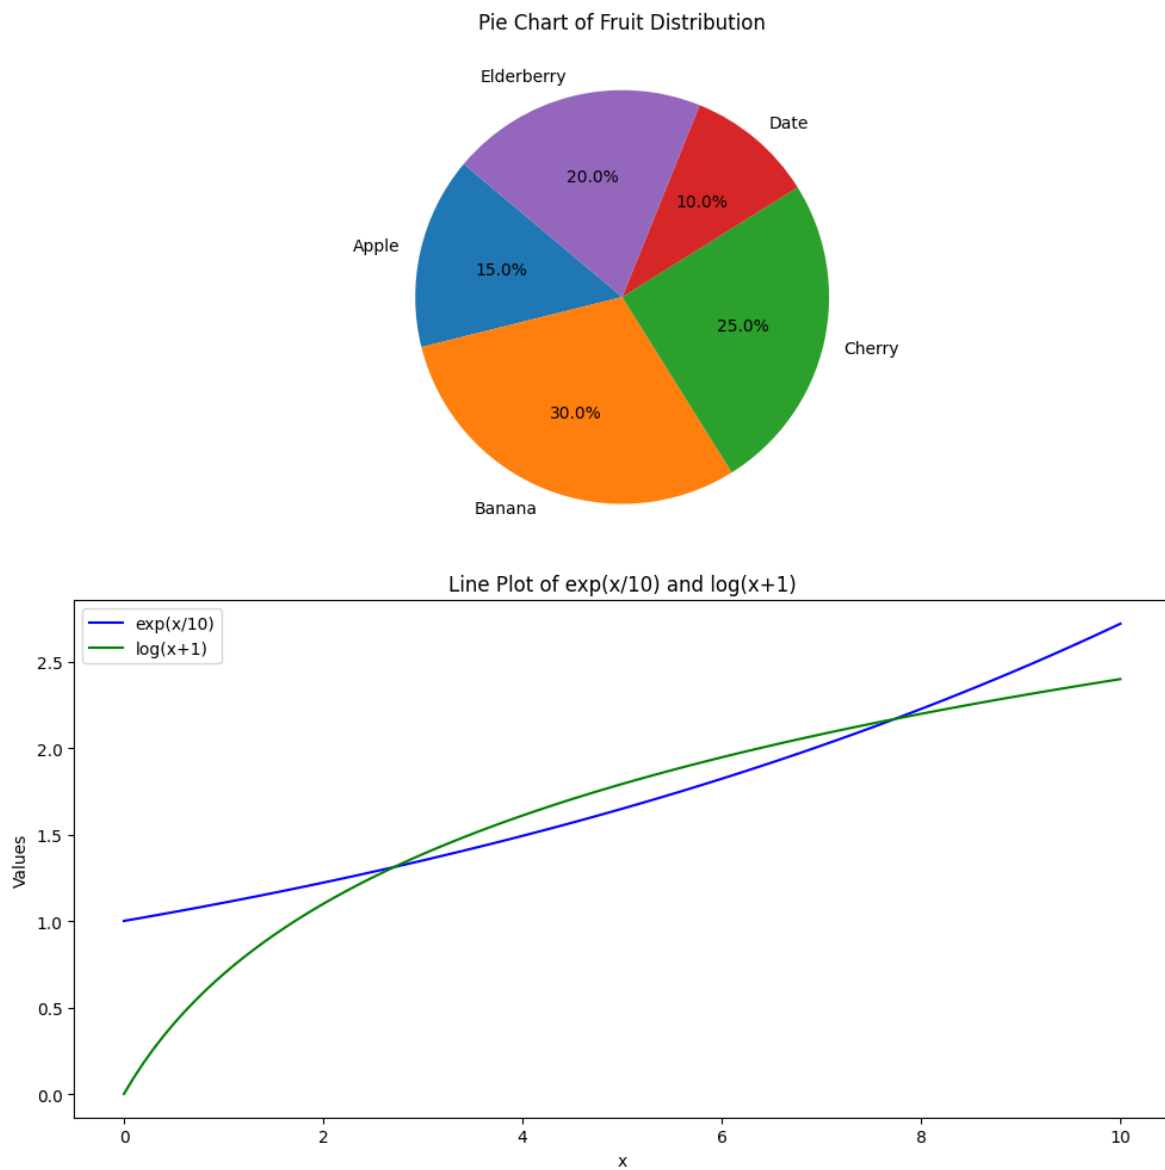 Pie Chart of Fruit Distribution
Elderberry
Date
20.0%
10.0%
Apple
15.0%
25.0%
Cherry
30.0%
Banana
Line Plot of exp(x/10) and log(x+1)
exp(x/10)
log(x+1)
2.5
2.0
1.5
Values
1.0
0.5
0.0
0 2 4 6 8 10
x